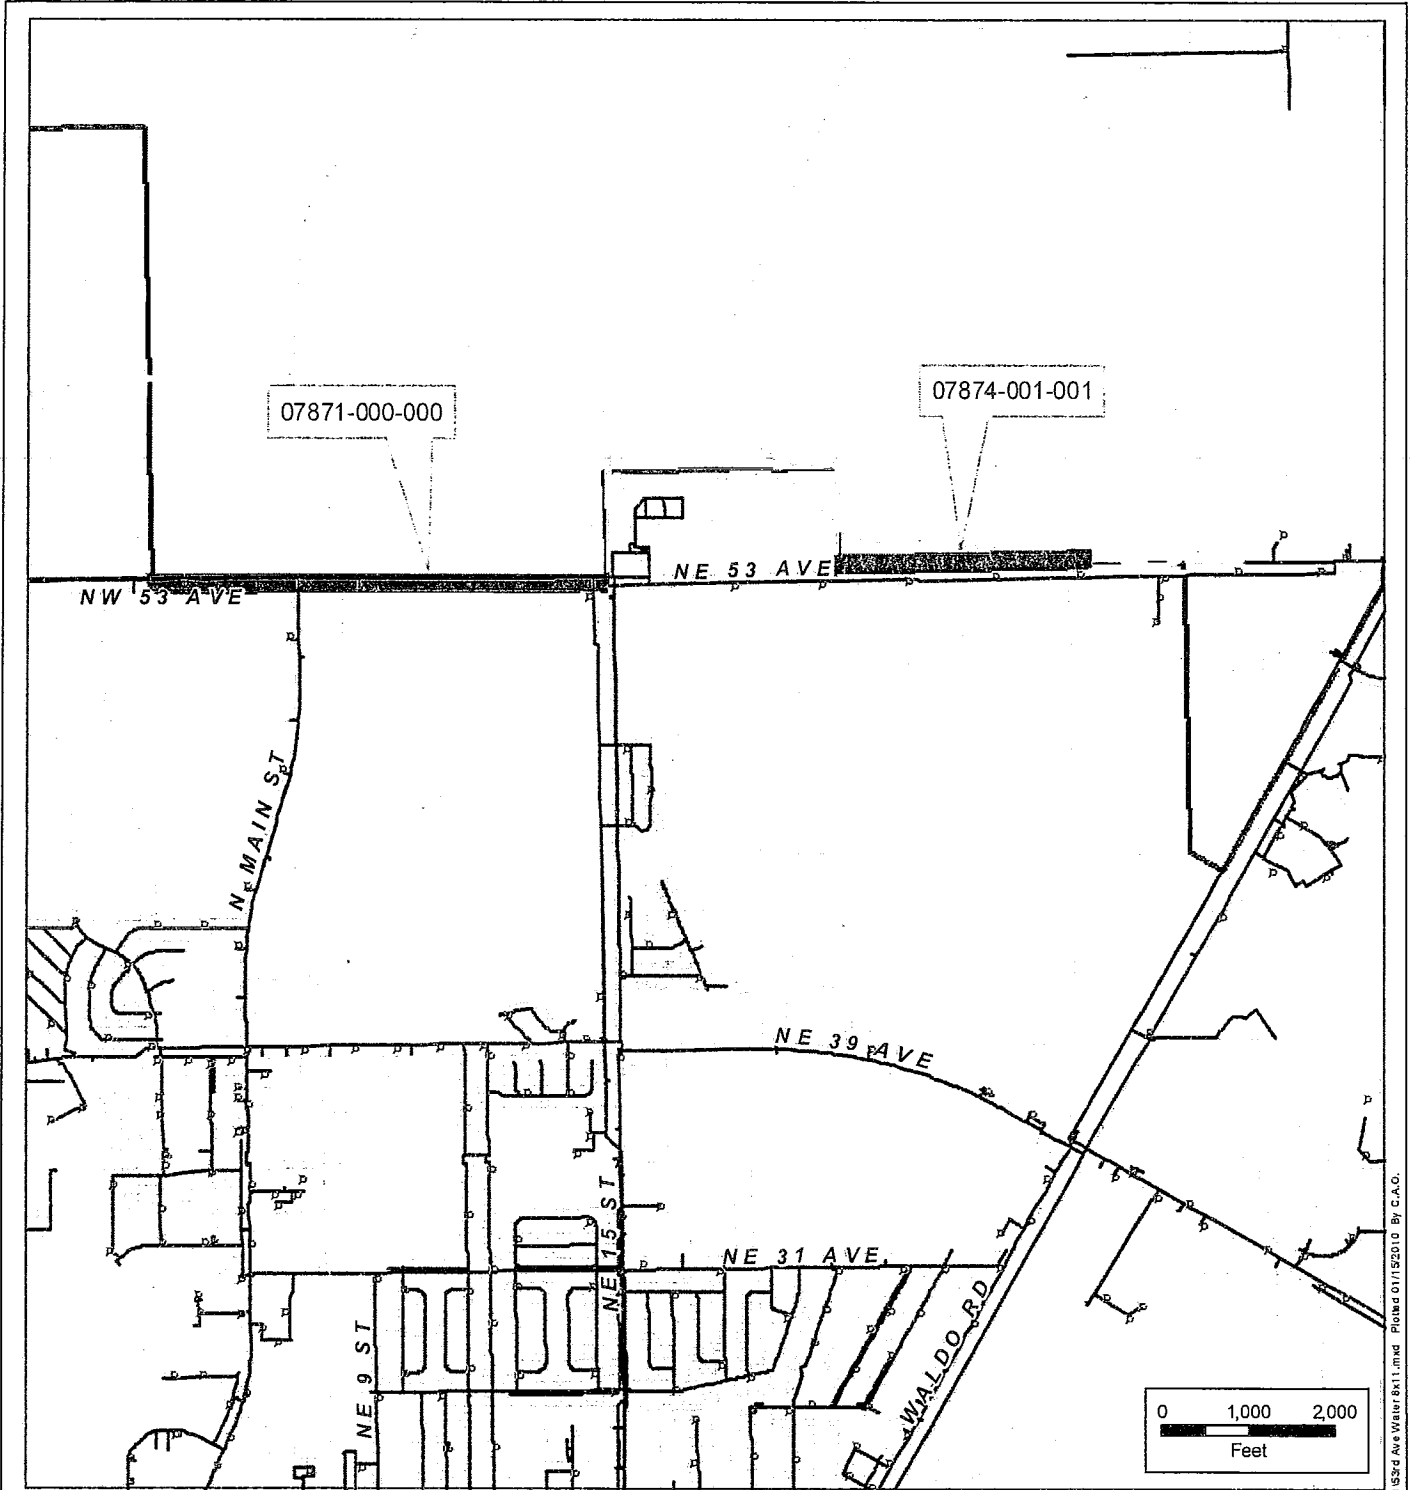 07874-001-001
07871-000-000
NE 53 AVE
NW 53 AVE
N MAIN ST
NE 39 AVE
NE 15 ST
NE 31 AVE
NE 9 ST
WALDO RD
0 1,000 2,000
Feet
53rd Ave Water 8x11.mxd Plotted 01/15/2010 By C.A.O.